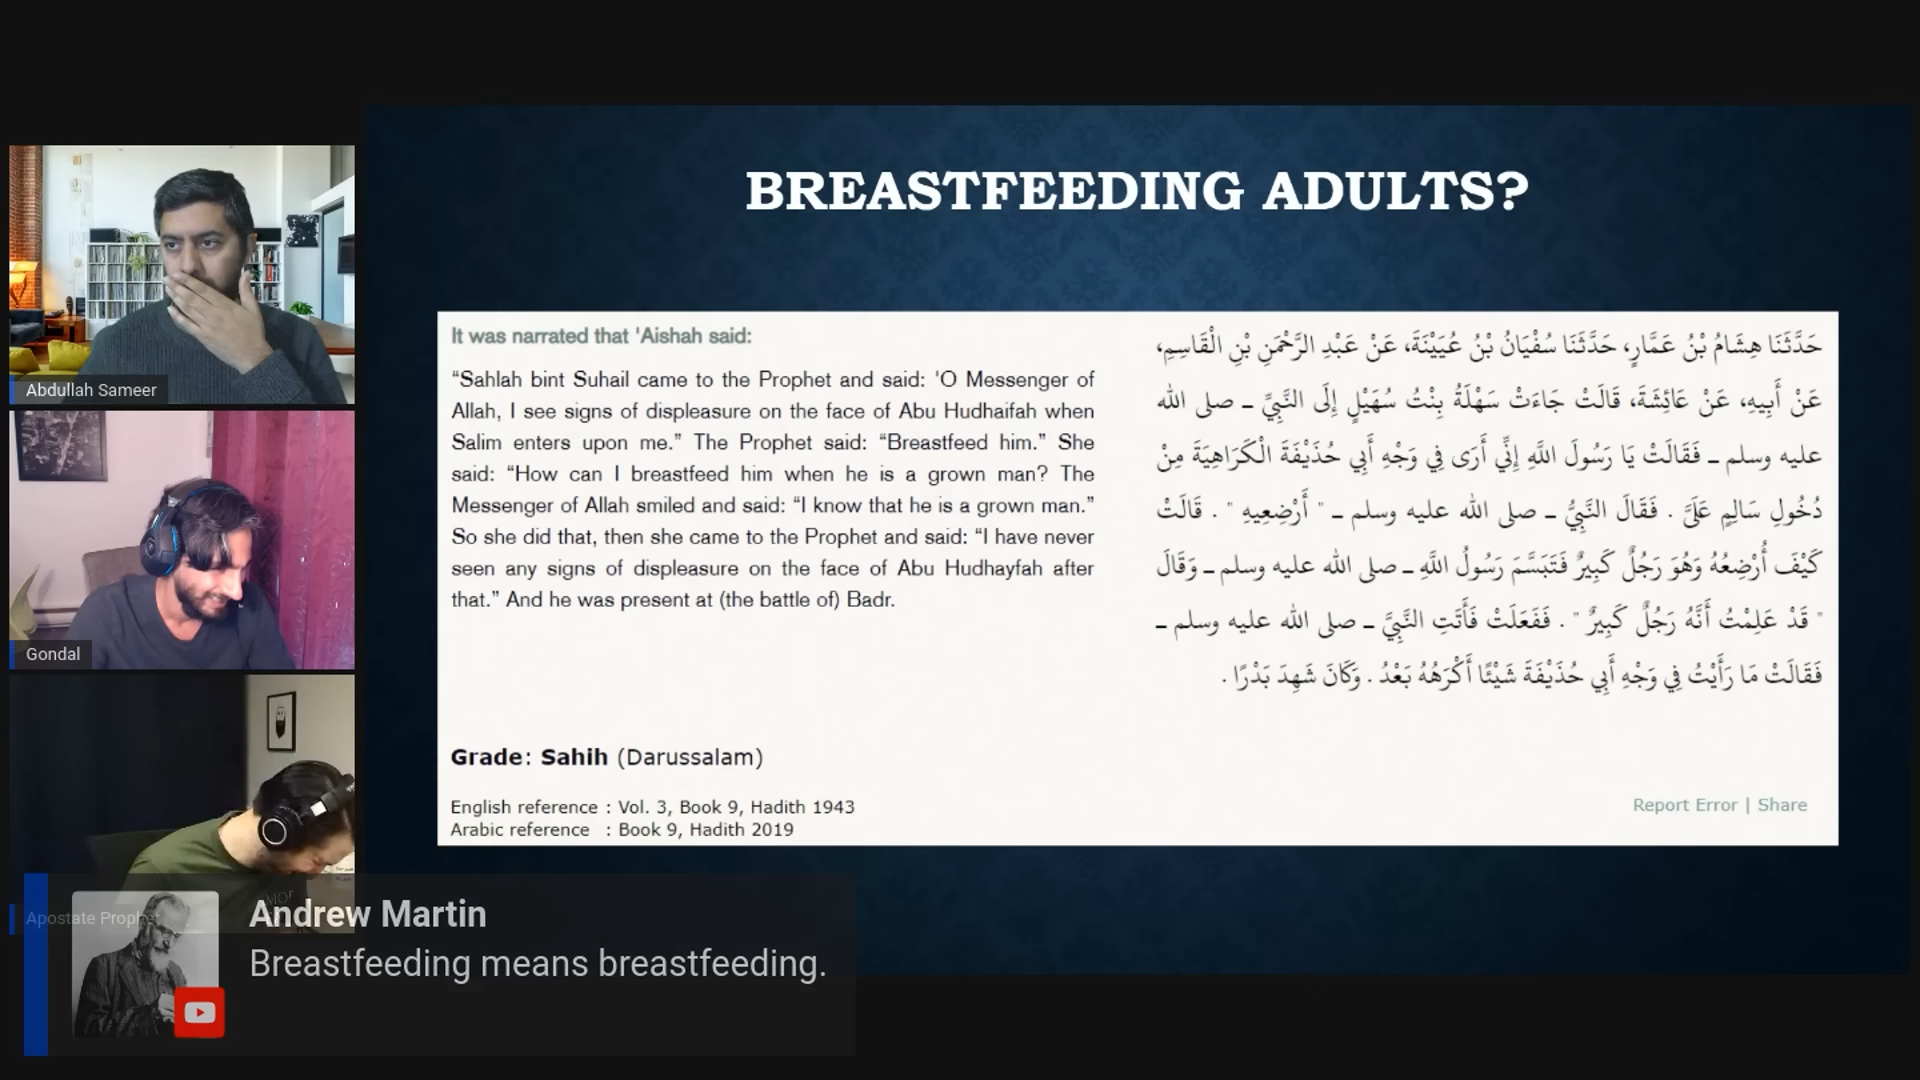 BREASTFEEDING ADULTS?
It was narrated that 'Aishah said:
“Sahlah bint Suhail came to the Prophet and said: 'O Messenger of
Allah, I see signs of displeasure on the face of Abu Hudhaifah when
Salim enters upon me.” The Prophet said: “Breastfeed him.” She
said: “How can I breastfeed him when he is a grown man? The
Messenger of Allah smiled and said: “I know that he is a grown man.”
So she did that, then she came to the Prophet and said: “I have never
seen any signs of displeasure on the face of Abu Hudhayfah after
that.” And he was present at (the battle of) Badr.
حَدَّثَنَا هِشَامُ بْنُ عَمَّارٍ، حَدَّثَنَا سُفْيَانُ بْنُ عُيَيْنَةَ، عَنْ عَبْدِ الرَّحْمَنِ بْنِ الْقَاسِمِ،
عَنْ أَبِيهِ، عَنْ عَائِشَةَ، قَالَتْ جَاءَتْ سَهْلَةُ بِنْتُ سُهَيْلٍ إِلَى النَّبِيِّ ـ صلى الله
عليه وسلم ـ فَقَالَتْ يَا رَسُولَ اللَّهِ إِنِّي أَرَى فِي وَجْهِ أَبِي حُذَيْفَةَ الْكَرَاهِيَةَ مِنْ
دُخُولِ سَالِمٍ عَلَىَّ . فَقَالَ النَّبِيُّ ـ صلى الله عليه وسلم ـ " أَرْضِعِيهِ " . قَالَتْ
كَيْفَ أُرْضِعُهُ وَهُوَ رَجُلٌ كَبِيرٌ فَتَبَسَّمَ رَسُولُ اللَّهِ ـ صلى الله عليه وسلم ـ وَقَالَ
" قَدْ عَلِمْتُ أَنَّهُ رَجُلٌ كَبِيرٌ " . فَفَعَلَتْ فَأَتَتِ النَّبِيَّ ـ صلى الله عليه وسلم ـ
فَقَالَتْ مَا رَأَيْتُ فِي وَجْهِ أَبِي حُذَيْفَةَ شَيْئًا أَكْرَهُهُ بَعْدُ . وَكَانَ شَهِدَ بَدْرًا .
Grade: Sahih (Darussalam)
English reference : Vol. 3, Book 9, Hadith 1943
Arabic reference : Book 9, Hadith 2019
Report Error | Share
Abdullah Sameer
Gondal
Apostate Prophet
Andrew Martin
Breastfeeding means breastfeeding.